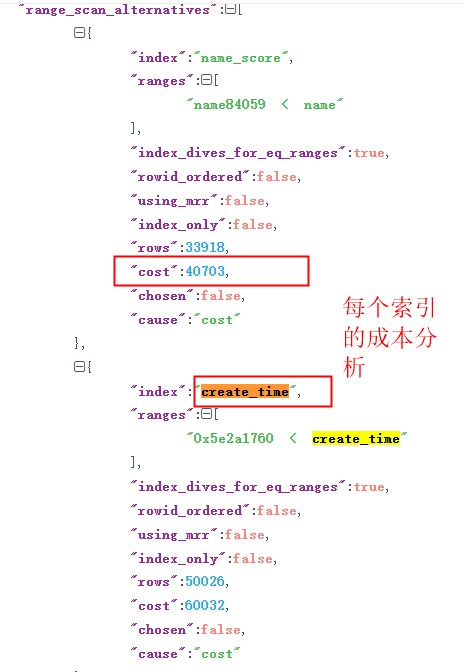 "range_scan_alternatives":⊟[
⊟{
"index":"name_score",
"ranges":⊟[
"name84059 < name"
],
"index_dives_for_eq_ranges":true,
"rowid_ordered":false,
"using_mrr":false,
"index_only":false,
"rows":33918,
"cost":40703,
"chosen":false,
"cause":"cost"
},
⊟{
"index":"create_time",
"ranges":⊟[
"0x5e2a1760 < create_time"
],
"index_dives_for_eq_ranges":true,
"rowid_ordered":false,
"using_mrr":false,
"index_only":false,
"rows":50026,
"cost":60032,
"chosen":false,
"cause":"cost"
每个索引
的成本分
析